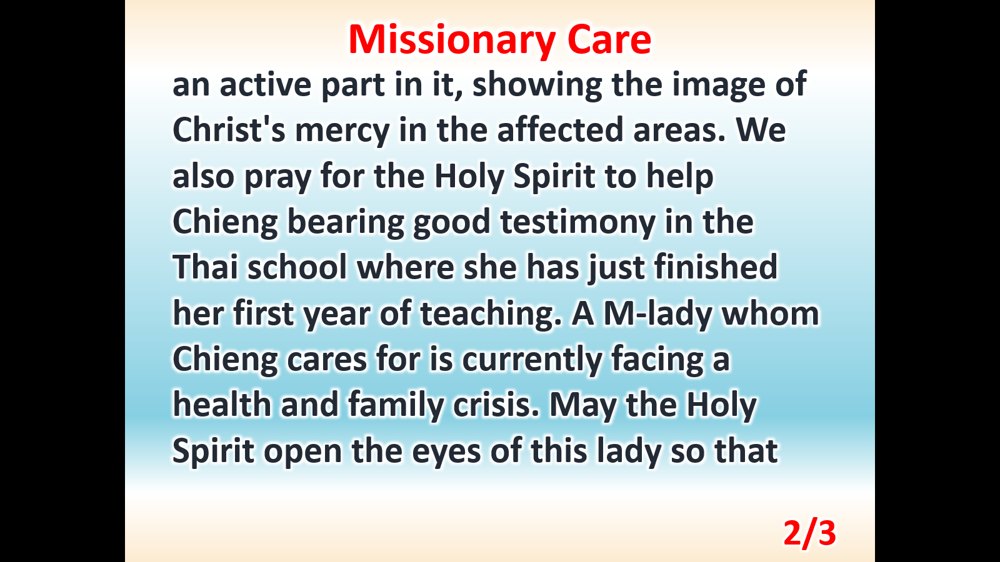 Missionary Care
an active part in it, showing the image of
Christ's mercy in the affected areas. We
also pray for the Holy Spirit to help
Chieng bearing good testimony in the
Thai school where she has just finished
her first year of teaching. A M-lady whom
Chieng cares for is currently facing a
health and family crisis. May the Holy
Spirit open the eyes of this lady so that
2/3